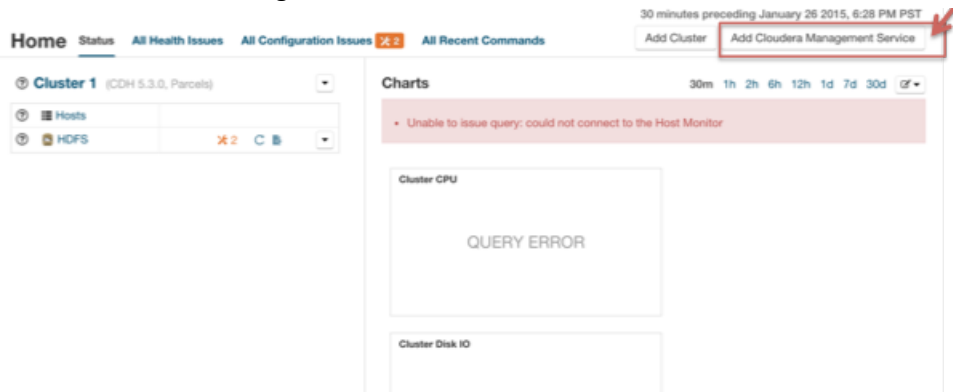 30 minutes preceding January 26 2015, 6:28 PM PST
Home Status All Health Issues All Configuration Issues 2 All Recent Commands Add Cluster Add Cloudera Management Service
Cluster 1 (CDH 5.3.0, Parcels)
Hosts
HDFS 2
Charts 30m 1h 2h 6h 12h 1d 7d 30d
Unable to issue query: could not connect to the Host Monitor
Cluster CPU
QUERY ERROR
Cluster Disk IO